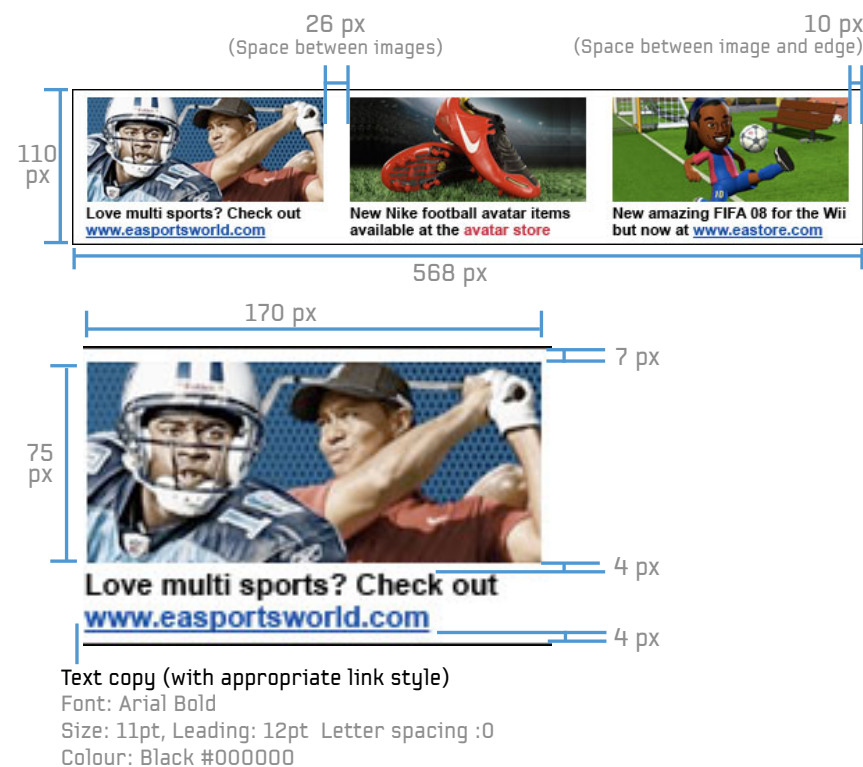 26 px
(Space between images)
10 px
(Space between image and edge)
110
px
Love multi sports? Check out
www.easportsworld.com
New Nike football avatar items
available at the avatar store
10
New amazing FIFA 08 for the Wii
but now at www.eastore.com
568 px
170 px
7 px
75
px
Love multi sports? Check out
www.easportsworld.com
4 px
4 px
Text copy (with appropriate link style)
Font: Arial Bold
Size: 11pt, Leading: 12pt  Letter spacing :0
Colour: Black #000000